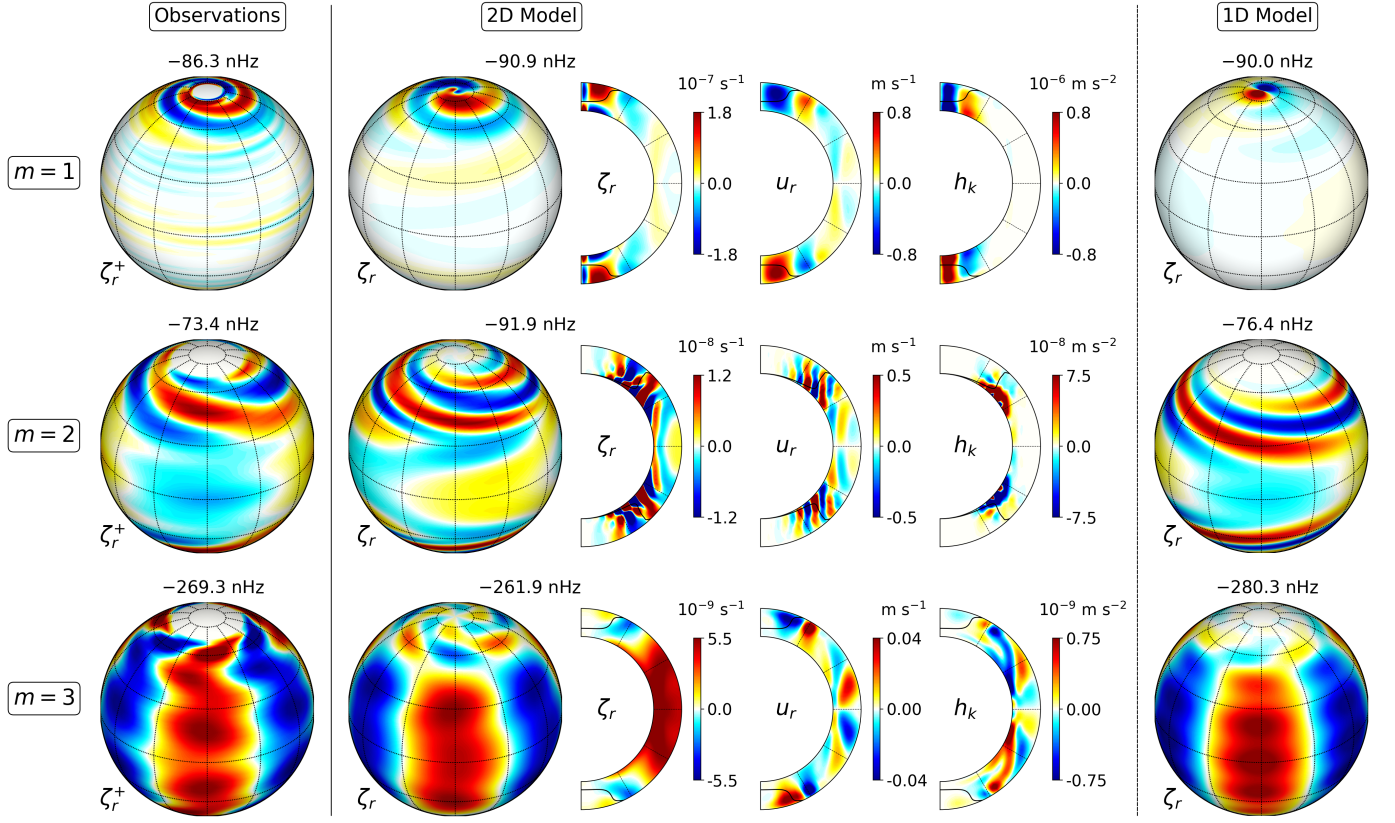 Observations
2D Model
1D Model
m = 1
−86.3 nHz
ζr+
−90.9 nHz
ζr
10−7 s−1
1.8
0.0
-1.8
ζr
m s−1
0.8
0.0
-0.8
ur
10−6 m s−2
0.8
0.0
-0.8
hk
−90.0 nHz
ζr
m = 2
−73.4 nHz
ζr+
−91.9 nHz
ζr
10−8 s−1
1.2
0.0
-1.2
ζr
m s−1
0.5
0.0
-0.5
ur
10−8 m s−2
7.5
0.0
-7.5
hk
−76.4 nHz
ζr
m = 3
−269.3 nHz
ζr+
−261.9 nHz
ζr
10−9 s−1
5.5
0.0
-5.5
ζr
m s−1
0.04
0.00
-0.04
ur
10−9 m s−2
0.75
0.00
-0.75
hk
−280.3 nHz
ζr